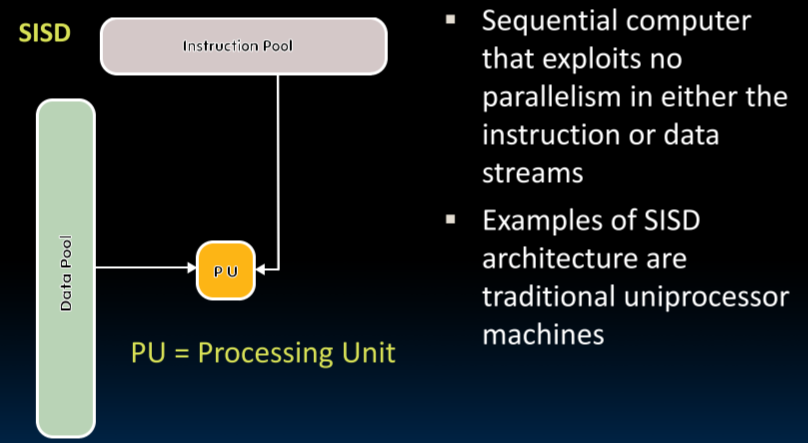 SISD
Instruction Pool
Data Pool
PU
PU = Processing Unit
▪ Sequential computer
that exploits no
parallelism in either the
instruction or data
streams
▪ Examples of SISD
architecture are
traditional uniprocessor
machines